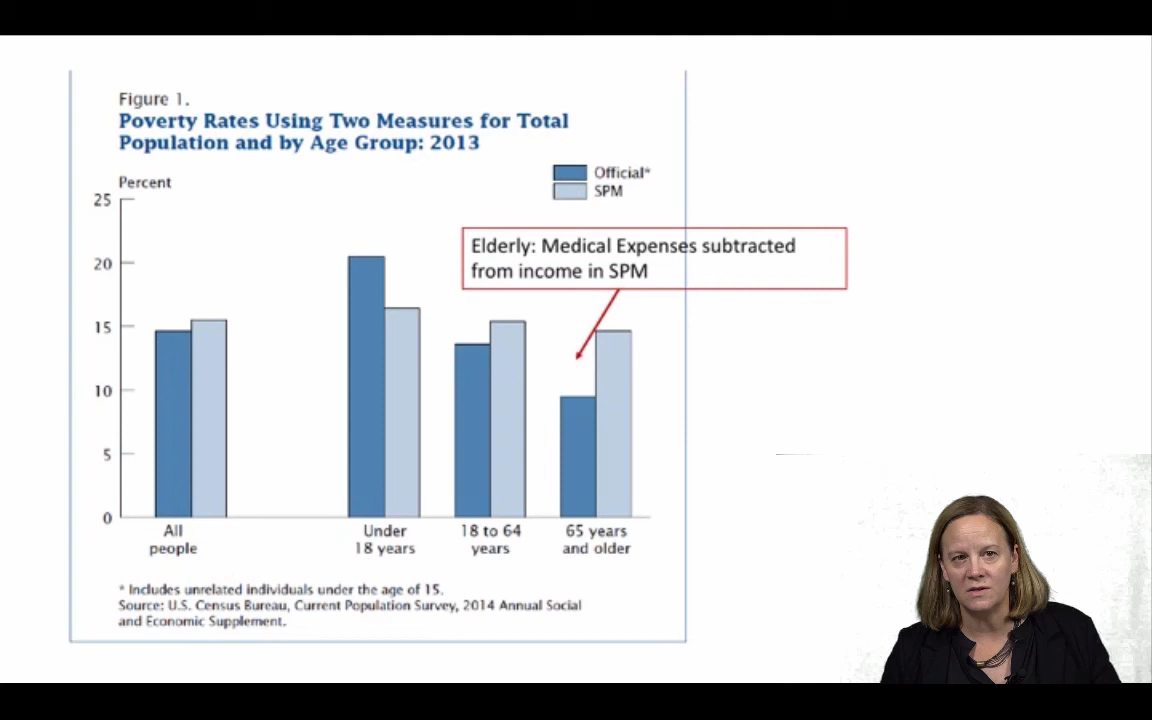 Figure 1.
Poverty Rates Using Two Measures for Total
Population and by Age Group: 2013
Percent
Official*
SPM
25
20
15
10
5
0
Elderly: Medical Expenses subtracted
from income in SPM
All
people
Under
18 years
18 to 64
years
65 years
and older
* Includes unrelated individuals under the age of 15.
Source: U.S. Census Bureau, Current Population Survey, 2014 Annual Social
and Economic Supplement.